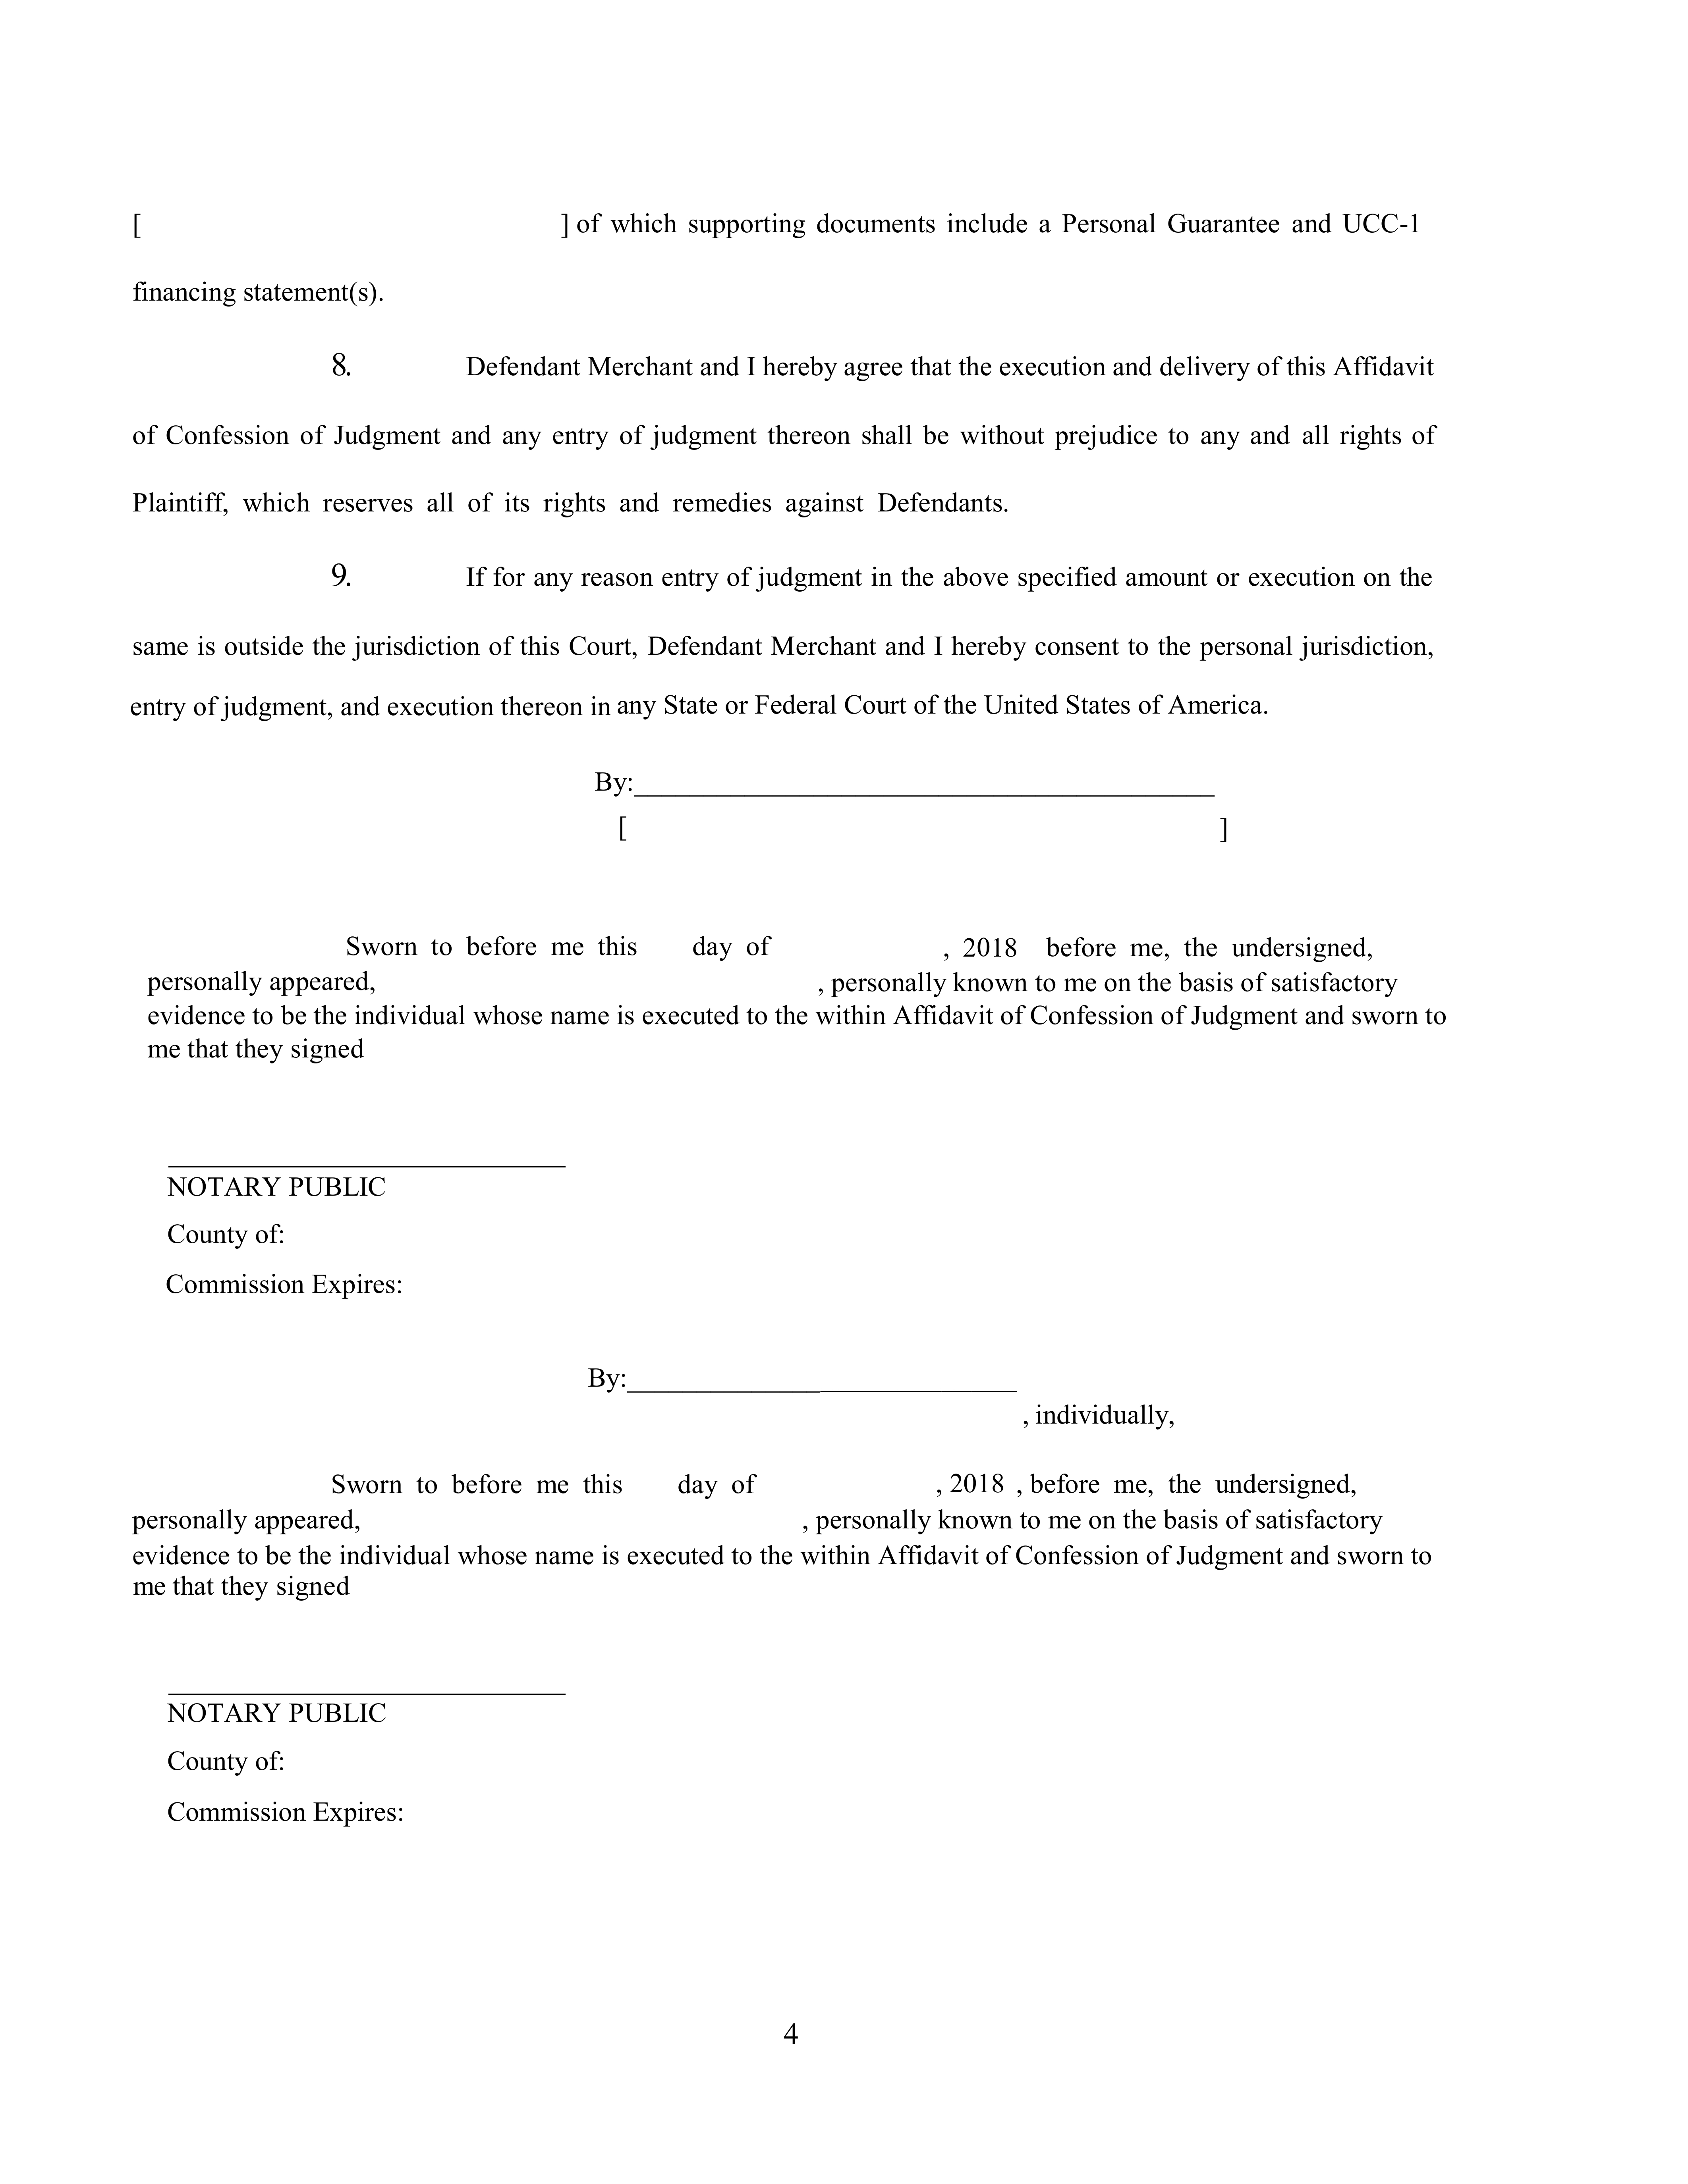 [ ] of which supporting documents include a Personal Guarantee and UCC-1
financing statement(s).
8. Defendant Merchant and I hereby agree that the execution and delivery of this Affidavit
of Confession of Judgment and any entry of judgment thereon shall be without prejudice to any and all rights of
Plaintiff, which reserves all of its rights and remedies against Defendants.
9. If for any reason entry of judgment in the above specified amount or execution on the
same is outside the jurisdiction of this Court, Defendant Merchant and I hereby consent to the personal jurisdiction,
entry of judgment, and execution thereon in any State or Federal Court of the United States of America.
By:
[ ]
Sworn to before me this day of , 2018 before me, the undersigned,
personally appeared, , personally known to me on the basis of satisfactory
evidence to be the individual whose name is executed to the within Affidavit of Confession of Judgment and sworn to
me that they signed
NOTARY PUBLIC
County of:
Commission Expires:
By:
, individually,
Sworn to before me this day of , 2018 , before me, the undersigned,
personally appeared, , personally known to me on the basis of satisfactory
evidence to be the individual whose name is executed to the within Affidavit of Confession of Judgment and sworn to
me that they signed
NOTARY PUBLIC
County of:
Commission Expires:
4